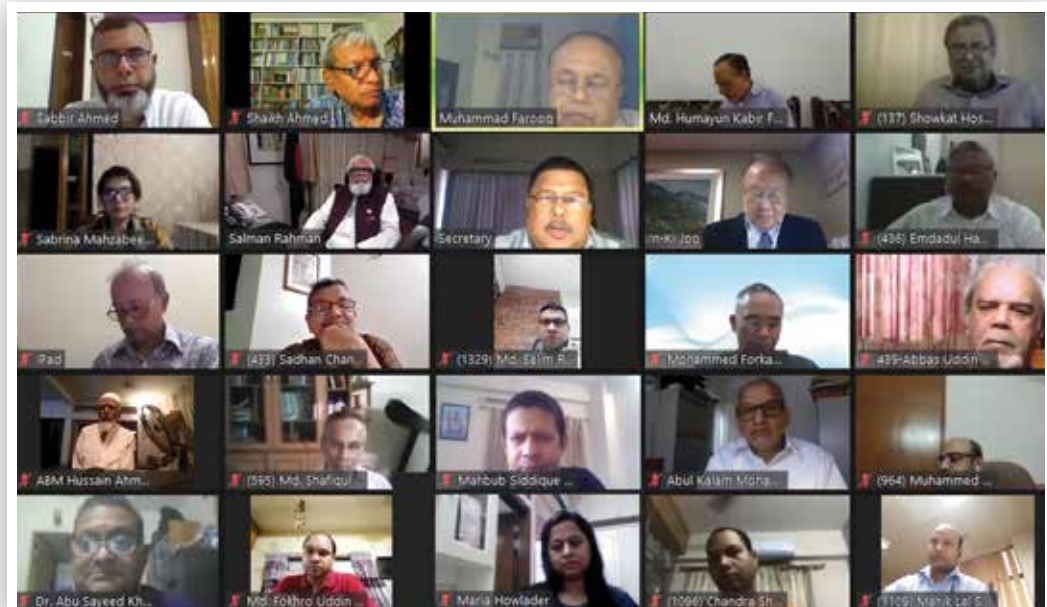 Sabbir Ahmed
Shaikh Ahmed
Muhammad Farooq
Md. Humayun Kabir F...
(137) Showkat Hos...
Sabrina Mahzabee...
Salman Rahman
Secretary
In-Ki Joo
(436) Emdadul Ha...
iPad
(433) Sadhan Chan...
(1329) Md. Salim R...
Mohammed Forka...
439-Abbas Uddin...
ABM Hussain Ahm...
(595) Md. Shafiqul...
Mahbub Siddique ...
Abul Kalam Moha...
(964) Muhammed ...
Dr. Abu Sayeed Kh...
Md. Fokhro Uddin ...
Maria Howlader
(1096) Chandra Sh...
(1109) Manik Lal S...